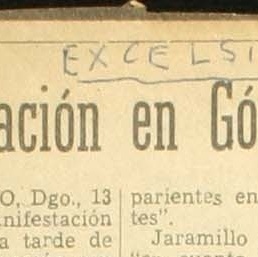 EXCELSI
ación en Gó
O, Dgo., 13
nifestación
a tarde de
parientes en
tes".
Jaramillo